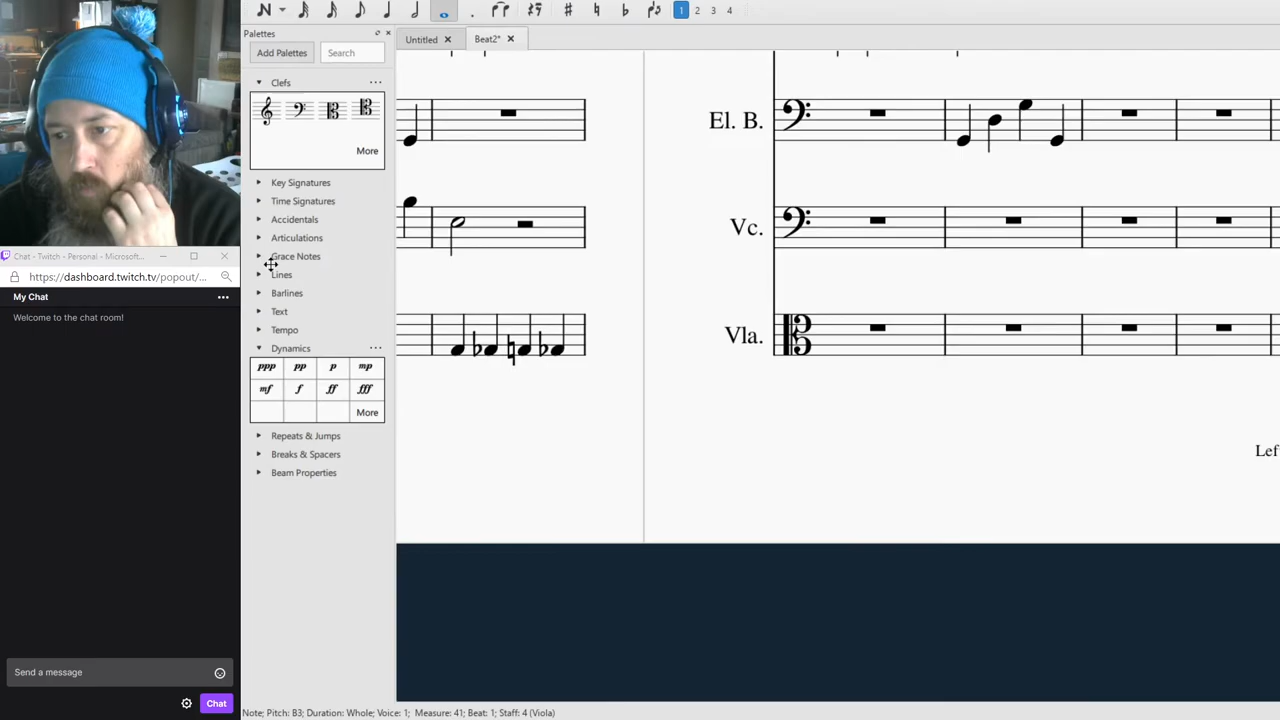 1 2 3 4
Palettes
Untitled
Beat2*
Add Palettes
Search
Clefs
More
Key Signatures
Time Signatures
Accidentals
Articulations
Grace Notes
Lines
Barlines
Text
Tempo
Dynamics
ppp pp p mp
mf f ff fff
More
Repeats & Jumps
Breaks & Spacers
Beam Properties
El. B.
Vc.
Vla.
Lef
Chat - Twitch - Personal - Microsoft...
https://dashboard.twitch.tv/popout/...
My Chat
Welcome to the chat room!
Send a message
Chat
Note; Pitch: B3; Duration: Whole; Voice: 1; Measure: 41; Beat: 1; Staff: 4 (Viola)